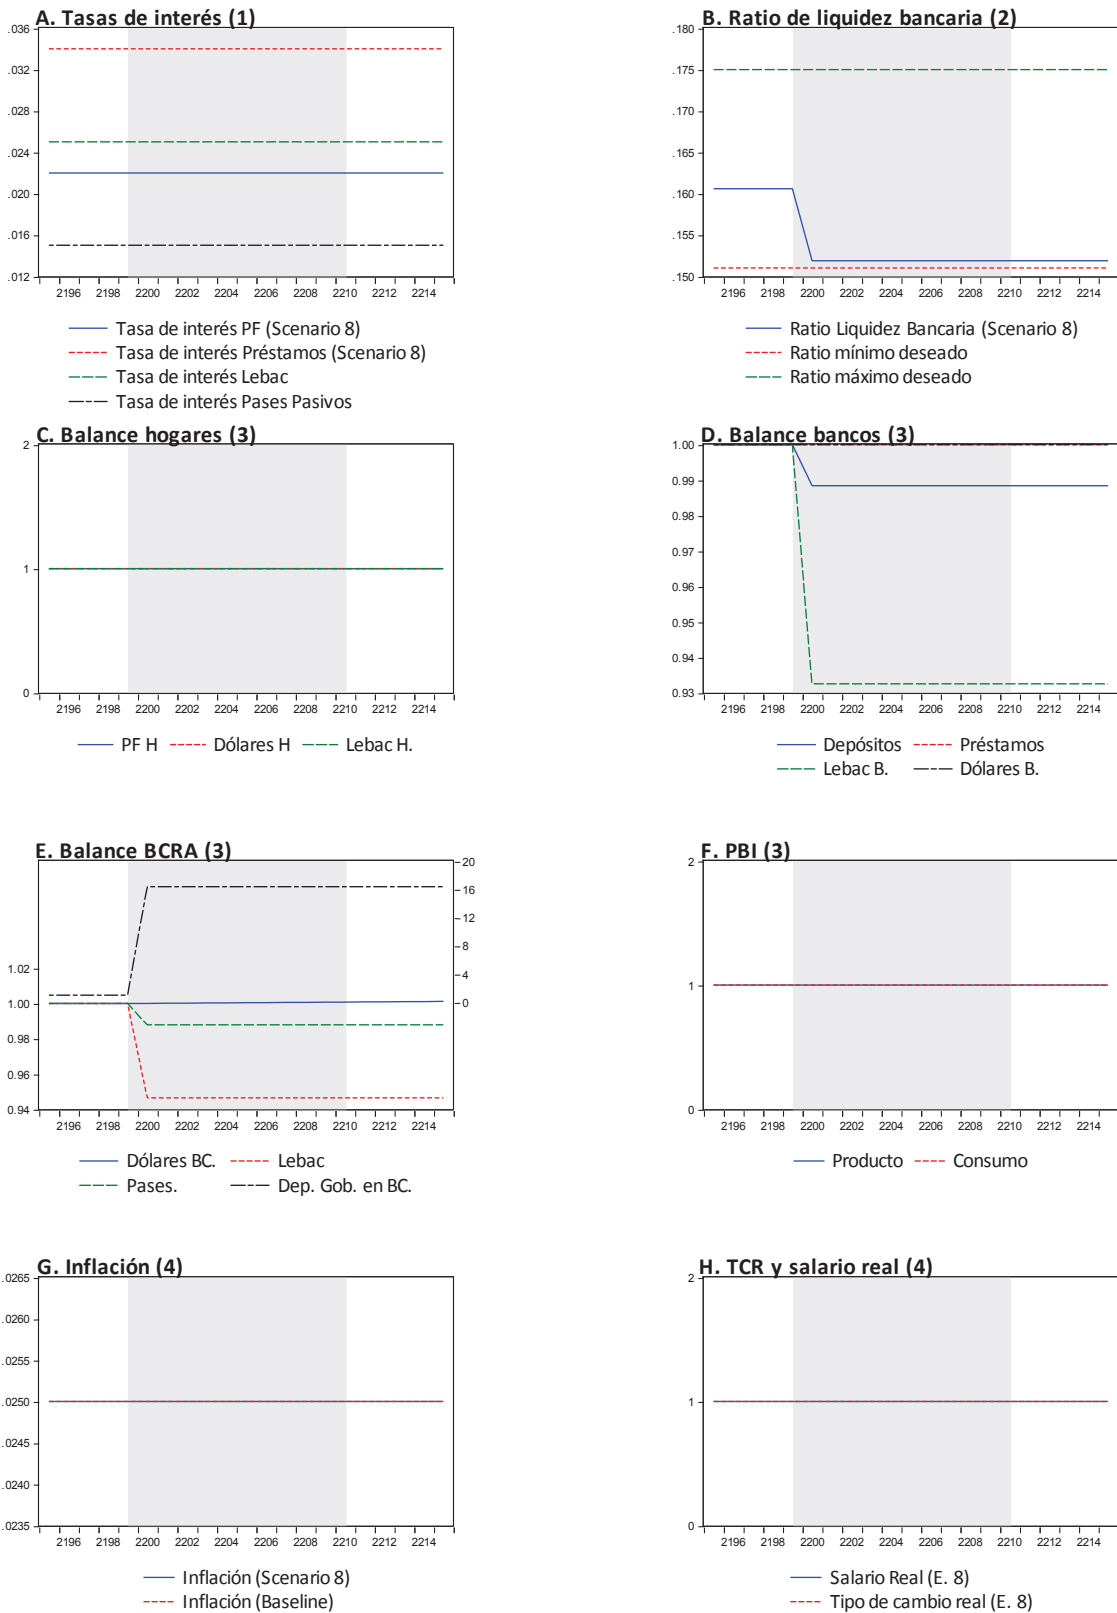 A. Tasas de interés (1)
.036
.032
.028
.024
.020
.016
.012
2196 2198 2200 2202 2204 2206 2208 2210 2212 2214
Tasa de interés PF (Scenario 8)
Tasa de interés Préstamos (Scenario 8)
Tasa de interés Lebac
Tasa de interés Pases Pasivos
B. Ratio de liquidez bancaria (2)
.180
.175
.170
.165
.160
.155
.150
2196 2198 2200 2202 2204 2206 2208 2210 2212 2214
Ratio Liquidez Bancaria (Scenario 8)
Ratio mínimo deseado
Ratio máximo deseado
C. Balance hogares (3)
2
1
0
2196 2198 2200 2202 2204 2206 2208 2210 2212 2214
PF H Dólares H Lebac H.
D. Balance bancos (3)
1.00
0.99
0.98
0.97
0.96
0.95
0.94
0.93
2196 2198 2200 2202 2204 2206 2208 2210 2212 2214
Depósitos Préstamos
Lebac B. Dólares B.
E. Balance BCRA (3)
20
16
12
8
4
0
1.02
1.00
0.98
0.96
0.94
2196 2198 2200 2202 2204 2206 2208 2210 2212 2214
Dólares BC. Lebac
Pases. Dep. Gob. en BC.
F. PBI (3)
2
1
0
2196 2198 2200 2202 2204 2206 2208 2210 2212 2214
Producto Consumo
G. Inflación (4)
.0265
.0260
.0255
.0250
.0245
.0240
.0235
2196 2198 2200 2202 2204 2206 2208 2210 2212 2214
Inflación (Scenario 8)
Inflación (Baseline)
H. TCR y salario real (4)
2
1
0
2196 2198 2200 2202 2204 2206 2208 2210 2212 2214
Salario Real (E. 8)
Tipo de cambio real (E. 8)